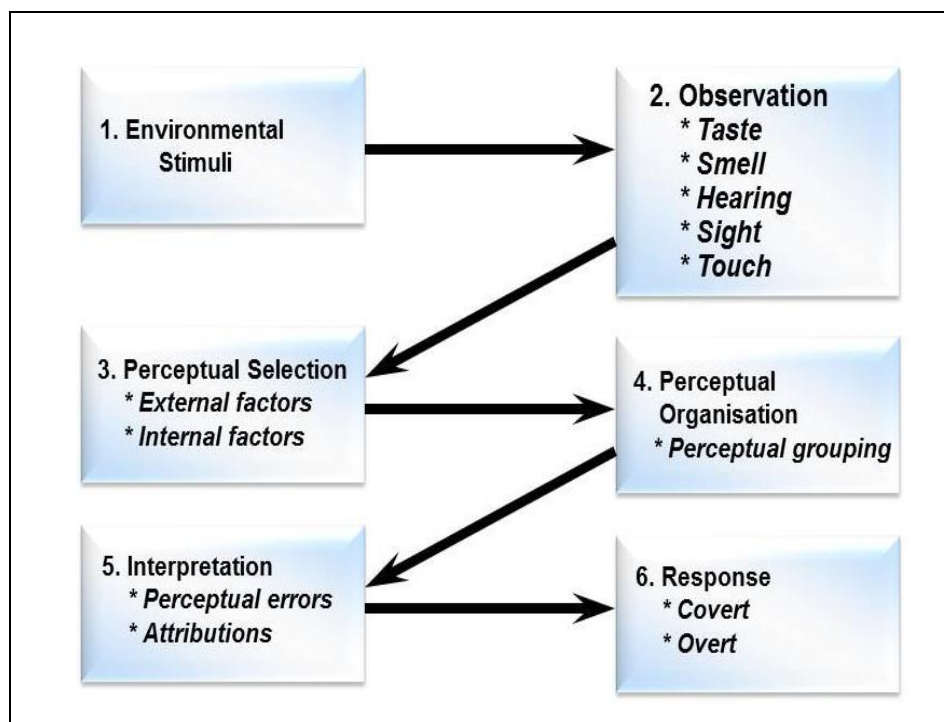 1. Environmental
Stimuli
2. Observation
* Taste
* Smell
* Hearing
* Sight
* Touch
3. Perceptual Selection
* External factors
* Internal factors
4. Perceptual
Organisation
* Perceptual grouping
5. Interpretation
* Perceptual errors
* Attributions
6. Response
* Covert
* Overt